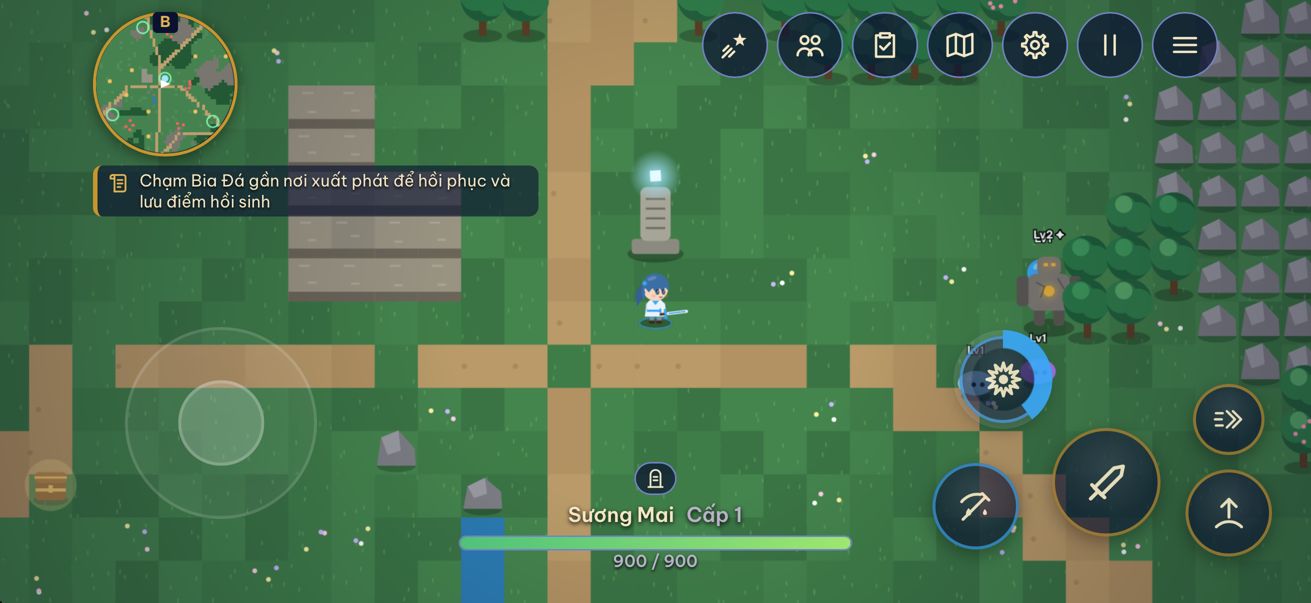 B
Chạm Bia Đá gần nơi xuất phát để hồi phục và
lưu điểm hồi sinh
Lv2
Lv1
Lv1
Sương Mai Cấp 1
900 / 900